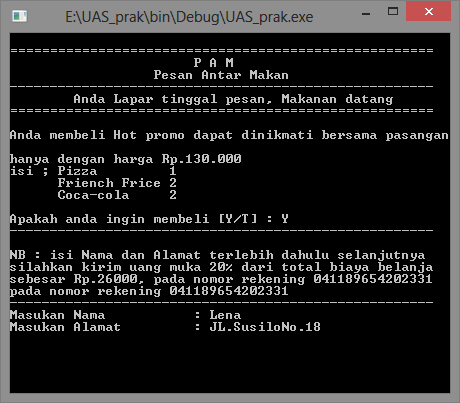 E:\UAS_prak\bin\Debug\UAS_prak.exe
=====================================================
P A M
Pesan Antar Makan
-----------------------------------------------------
Anda Lapar tinggal pesan, Makanan datang
=====================================================
Anda membeli Hot promo dapat dinikmati bersama pasangan
hanya dengan harga Rp.130.000
isi ; Pizza 1
Friench Frice 2
Coca-cola 2
Apakah anda ingin membeli [Y/T] : Y
-----------------------------------------------------
NB : isi Nama dan Alamat terlebih dahulu selanjutnya
silahkan kirim uang muka 20% dari total biaya belanja
sebesar Rp.26000, pada nomor rekening 041189654202331
pada nomor rekening 041189654202331
-----------------------------------------------------
Masukan Nama : Lena
Masukan Alamat : JL.SusiloNo.18